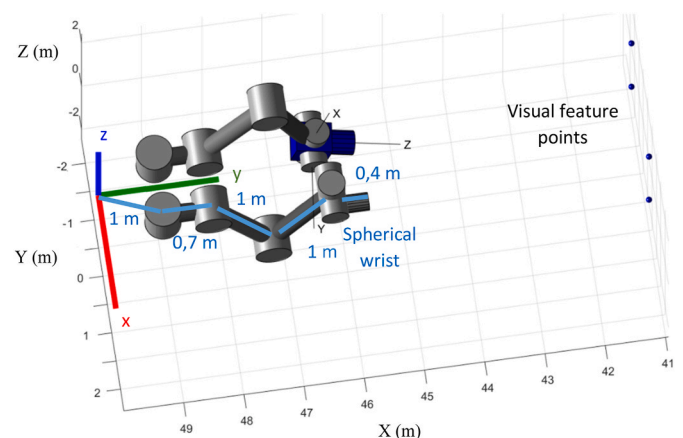 2
Z (m)
0
-2
Visual feature
points
X
Z
z
-2
y
0,4 m
1 m
1 m
Y
-1
0,7 m
Spherical
wrist
1 m
Y (m)
0
x
1
2
49
48
47
46
45
44
43
42
41
X (m)